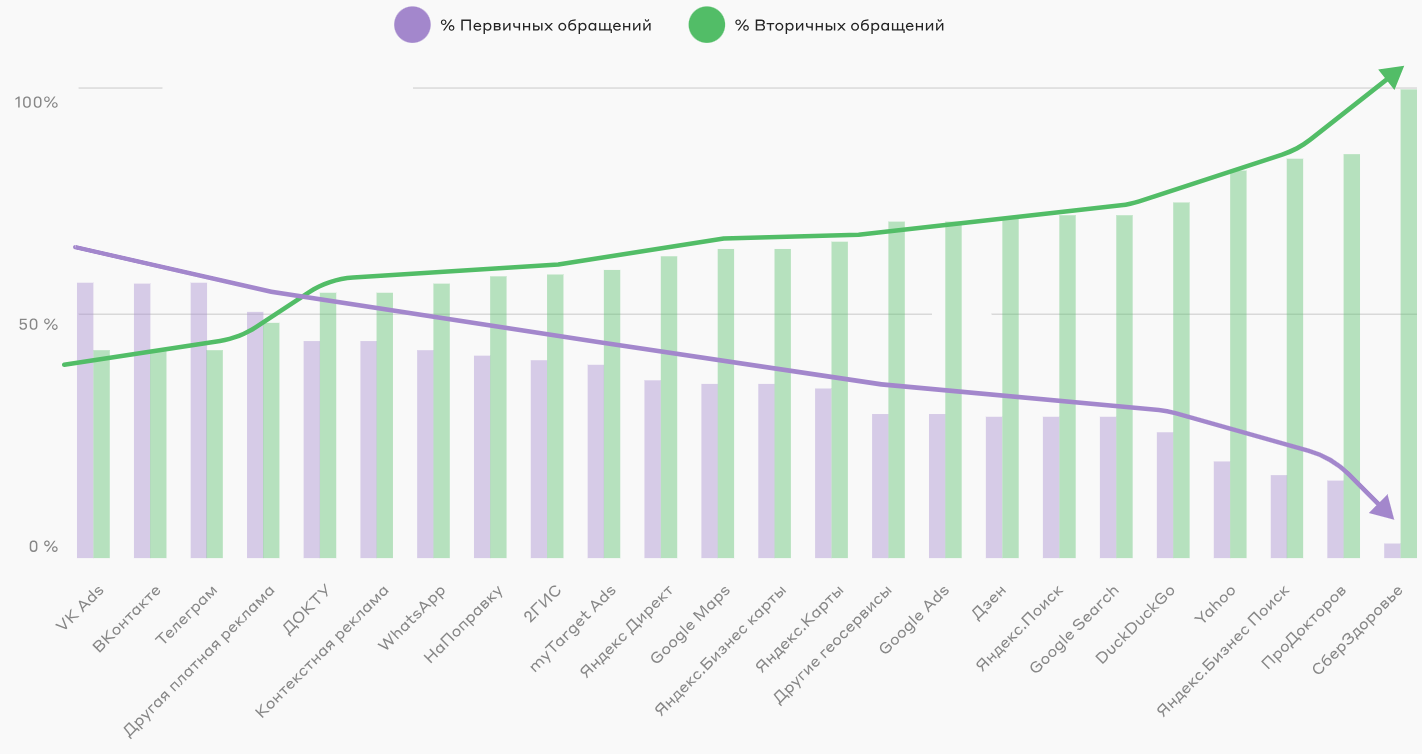 % Первичных обращений
% Вторичных обращений
100%
50 %
0 %
VK Ads
ВКонтакте
Телеграм
Другая платная реклама
ДОКТУ
Контекстная реклама
WhatsApp
НаПоправку
2ГИС
myTarget Ads
Яндекс Директ
Google Maps
Яндекс.Бизнес карты
Яндекс.Карты
Другие геосервисы
Google Ads
Дзен
Яндекс.Поиск
Google Search
DuckDuckGo
Yahoo
Яндекс.Бизнес Поиск
ПроДокторов
СберЗдоровье